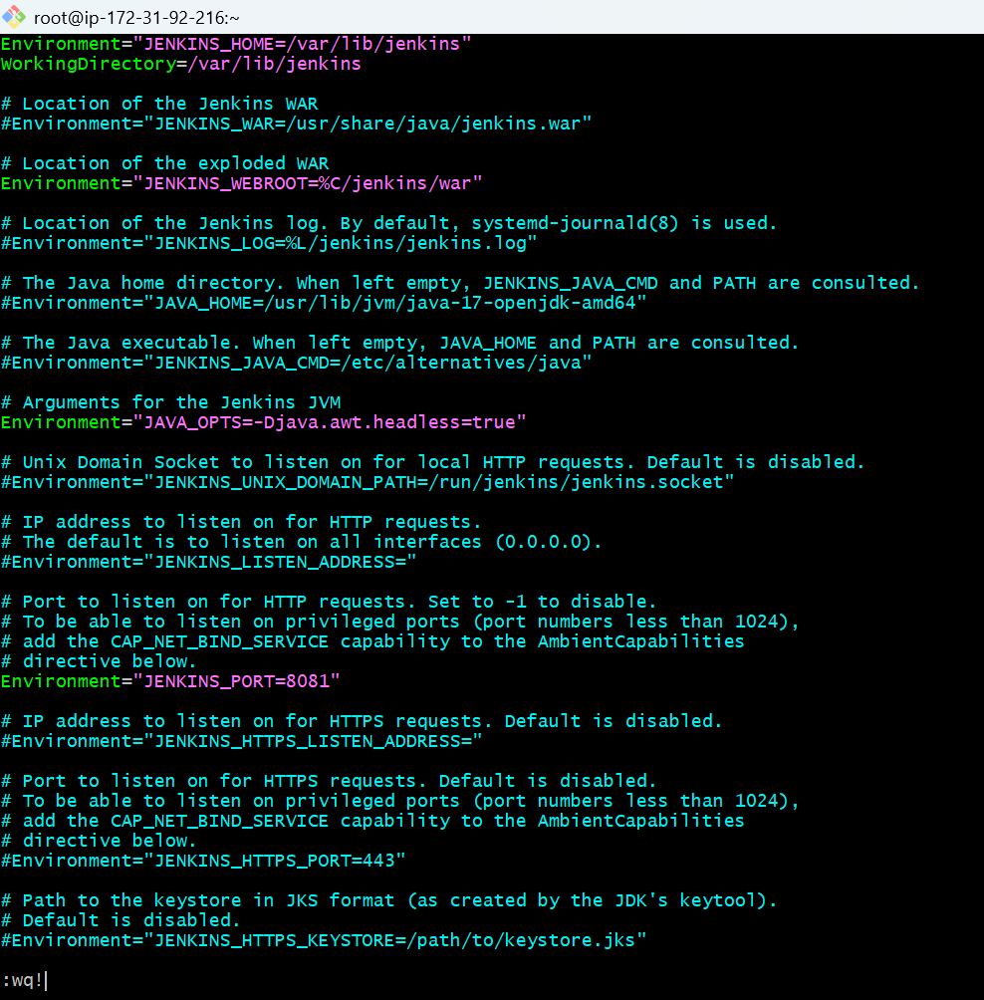 root@ip-172-31-92-216:~
Environment="JENKINS_HOME=/var/lib/jenkins"
WorkingDirectory=/var/lib/jenkins
# Location of the Jenkins WAR
#Environment="JENKINS_WAR=/usr/share/java/jenkins.war"
# Location of the exploded WAR
Environment="JENKINS_WEBROOT=%C/jenkins/war"
# Location of the Jenkins log. By default, systemd-journald(8) is used.
#Environment="JENKINS_LOG=%L/jenkins/jenkins.log"
# The Java home directory. When left empty, JENKINS_JAVA_CMD and PATH are consulted.
#Environment="JAVA_HOME=/usr/lib/jvm/java-17-openjdk-amd64"
# The Java executable. When left empty, JAVA_HOME and PATH are consulted.
#Environment="JENKINS_JAVA_CMD=/etc/alternatives/java"
# Arguments for the Jenkins JVM
Environment="JAVA_OPTS=-Djava.awt.headless=true"
# Unix Domain Socket to listen on for local HTTP requests. Default is disabled.
#Environment="JENKINS_UNIX_DOMAIN_PATH=/run/jenkins/jenkins.socket"
# IP address to listen on for HTTP requests.
# The default is to listen on all interfaces (0.0.0.0).
#Environment="JENKINS_LISTEN_ADDRESS="
# Port to listen on for HTTP requests. Set to -1 to disable.
# To be able to listen on privileged ports (port numbers less than 1024),
# add the CAP_NET_BIND_SERVICE capability to the AmbientCapabilities
# directive below.
Environment="JENKINS_PORT=8081"
# IP address to listen on for HTTPS requests. Default is disabled.
#Environment="JENKINS_HTTPS_LISTEN_ADDRESS="
# Port to listen on for HTTPS requests. Default is disabled.
# To be able to listen on privileged ports (port numbers less than 1024),
# add the CAP_NET_BIND_SERVICE capability to the AmbientCapabilities
# directive below.
#Environment="JENKINS_HTTPS_PORT=443"
# Path to the keystore in JKS format (as created by the JDK's keytool).
# Default is disabled.
#Environment="JENKINS_HTTPS_KEYSTORE=/path/to/keystore.jks"
:wq!